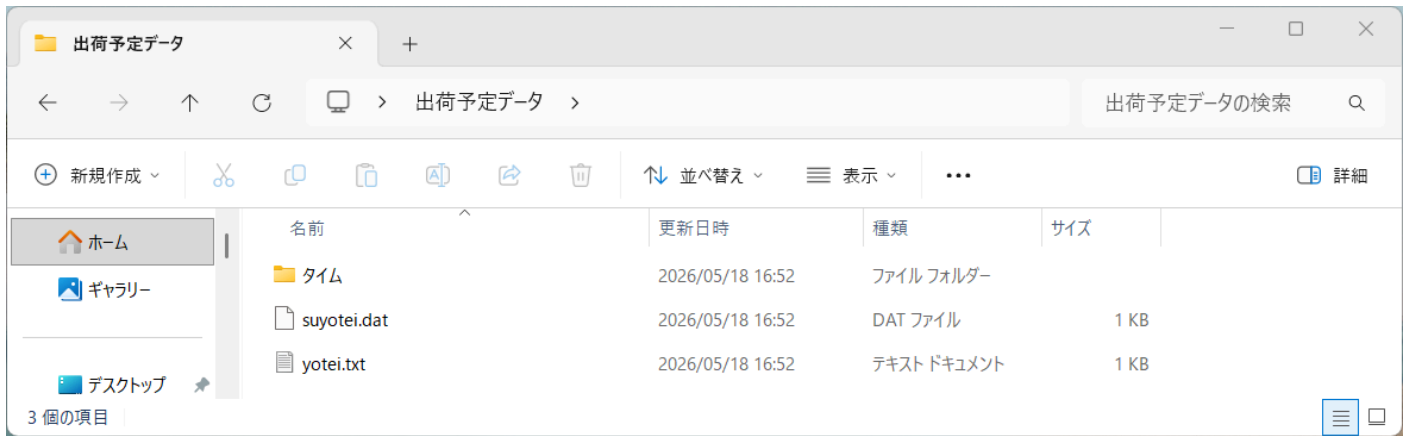 出荷予定データ
出荷予定データ
出荷予定データの検索
新規作成
並べ替え
表示
詳細
ホーム
ギャラリー
デスクトップ
名前 更新日時 種類 サイズ
タイム 2026/05/18 16:52 ファイル フォルダー
suyotei.dat 2026/05/18 16:52 DAT ファイル 1 KB
yotei.txt 2026/05/18 16:52 テキスト ドキュメント 1 KB
3 個の項目